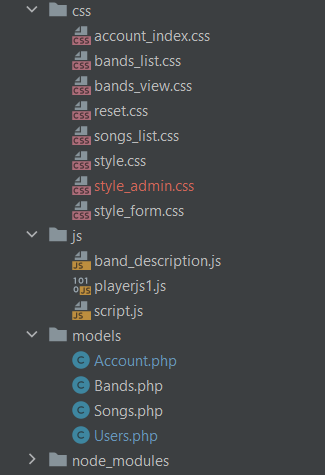 css
account_index.css
bands_list.css
bands_view.css
reset.css
songs_list.css
style.css
style_admin.css
style_form.css
js
band_description.js
playerjs1.js
script.js
models
Account.php
Bands.php
Songs.php
Users.php
node_modules